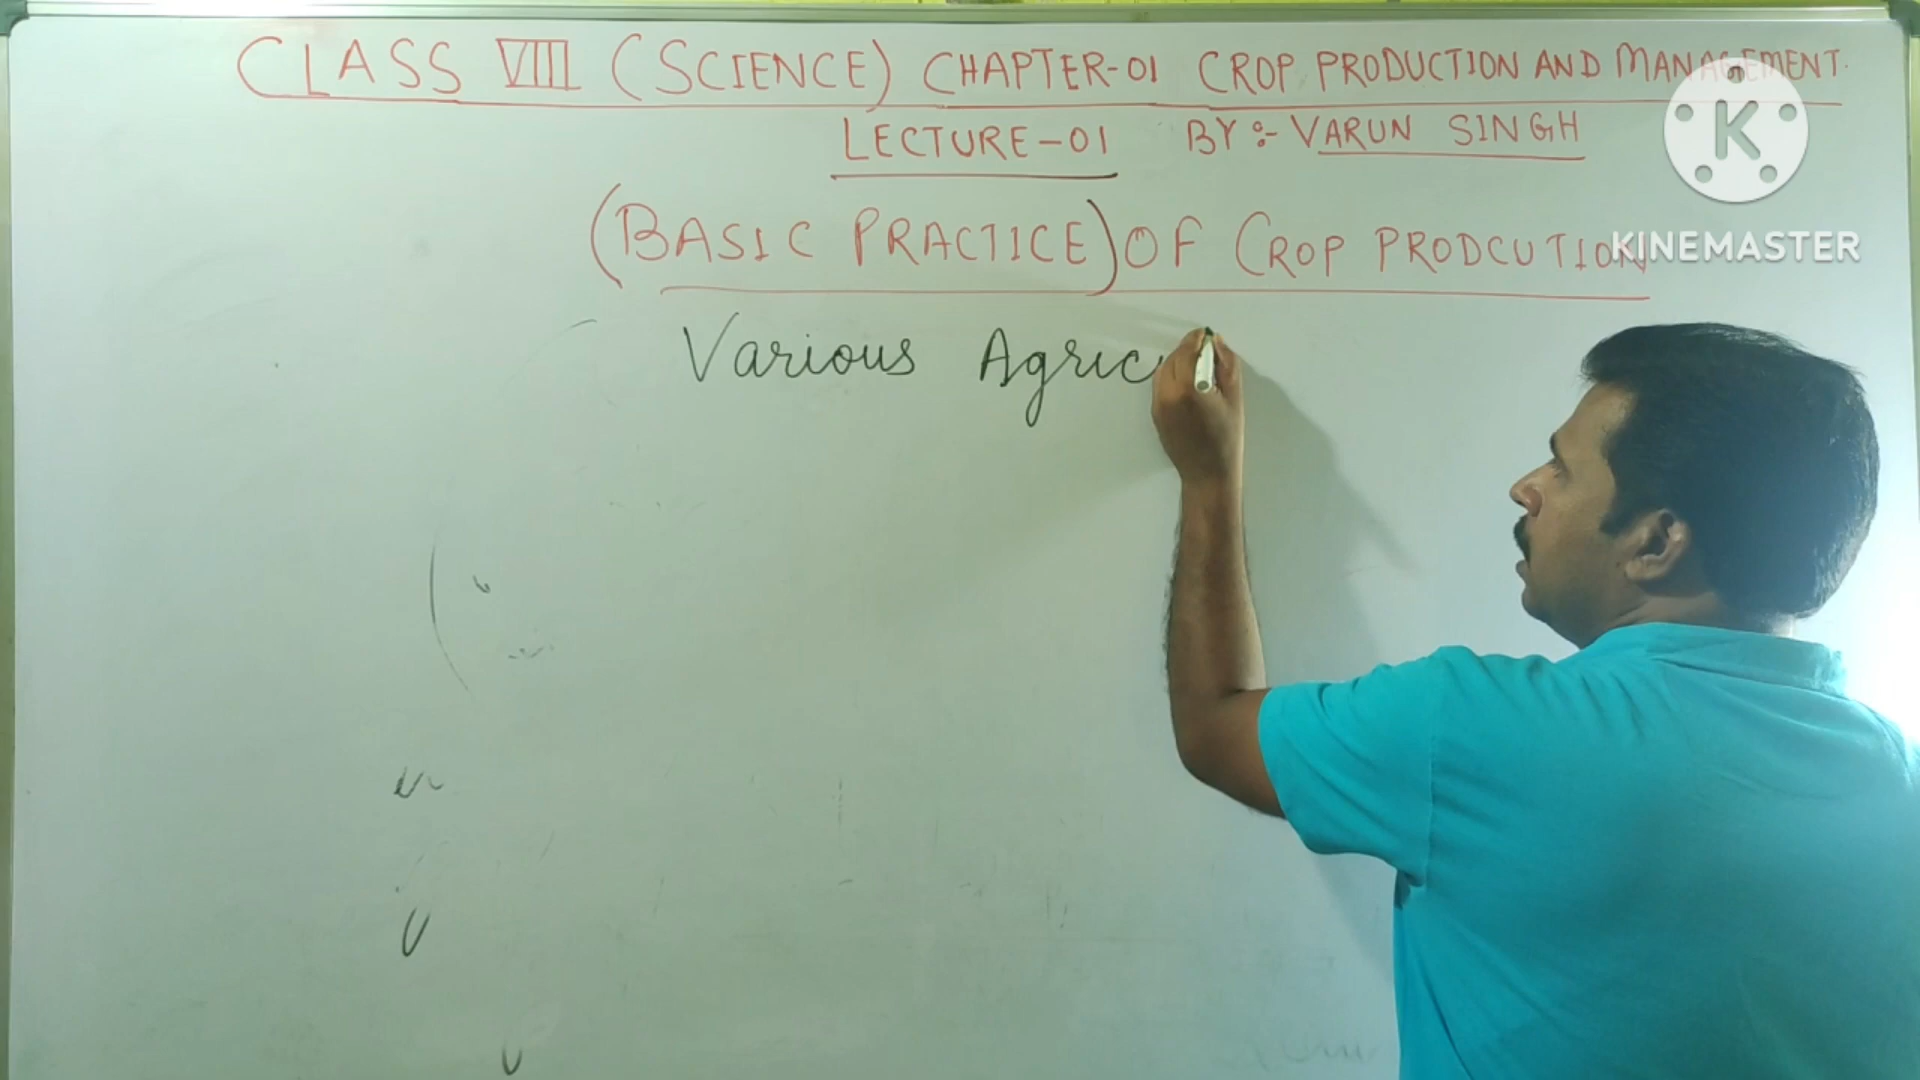 CLASS VIII (SCIENCE) CHAPTER-01 CROP PRODUCTION AND MANAGEMENT.
LECTURE-01 BY:- VARUN SINGH
(BASIC PRACTICE) OF CROP PRODCUTION
K
KINEMASTER
Various Agric